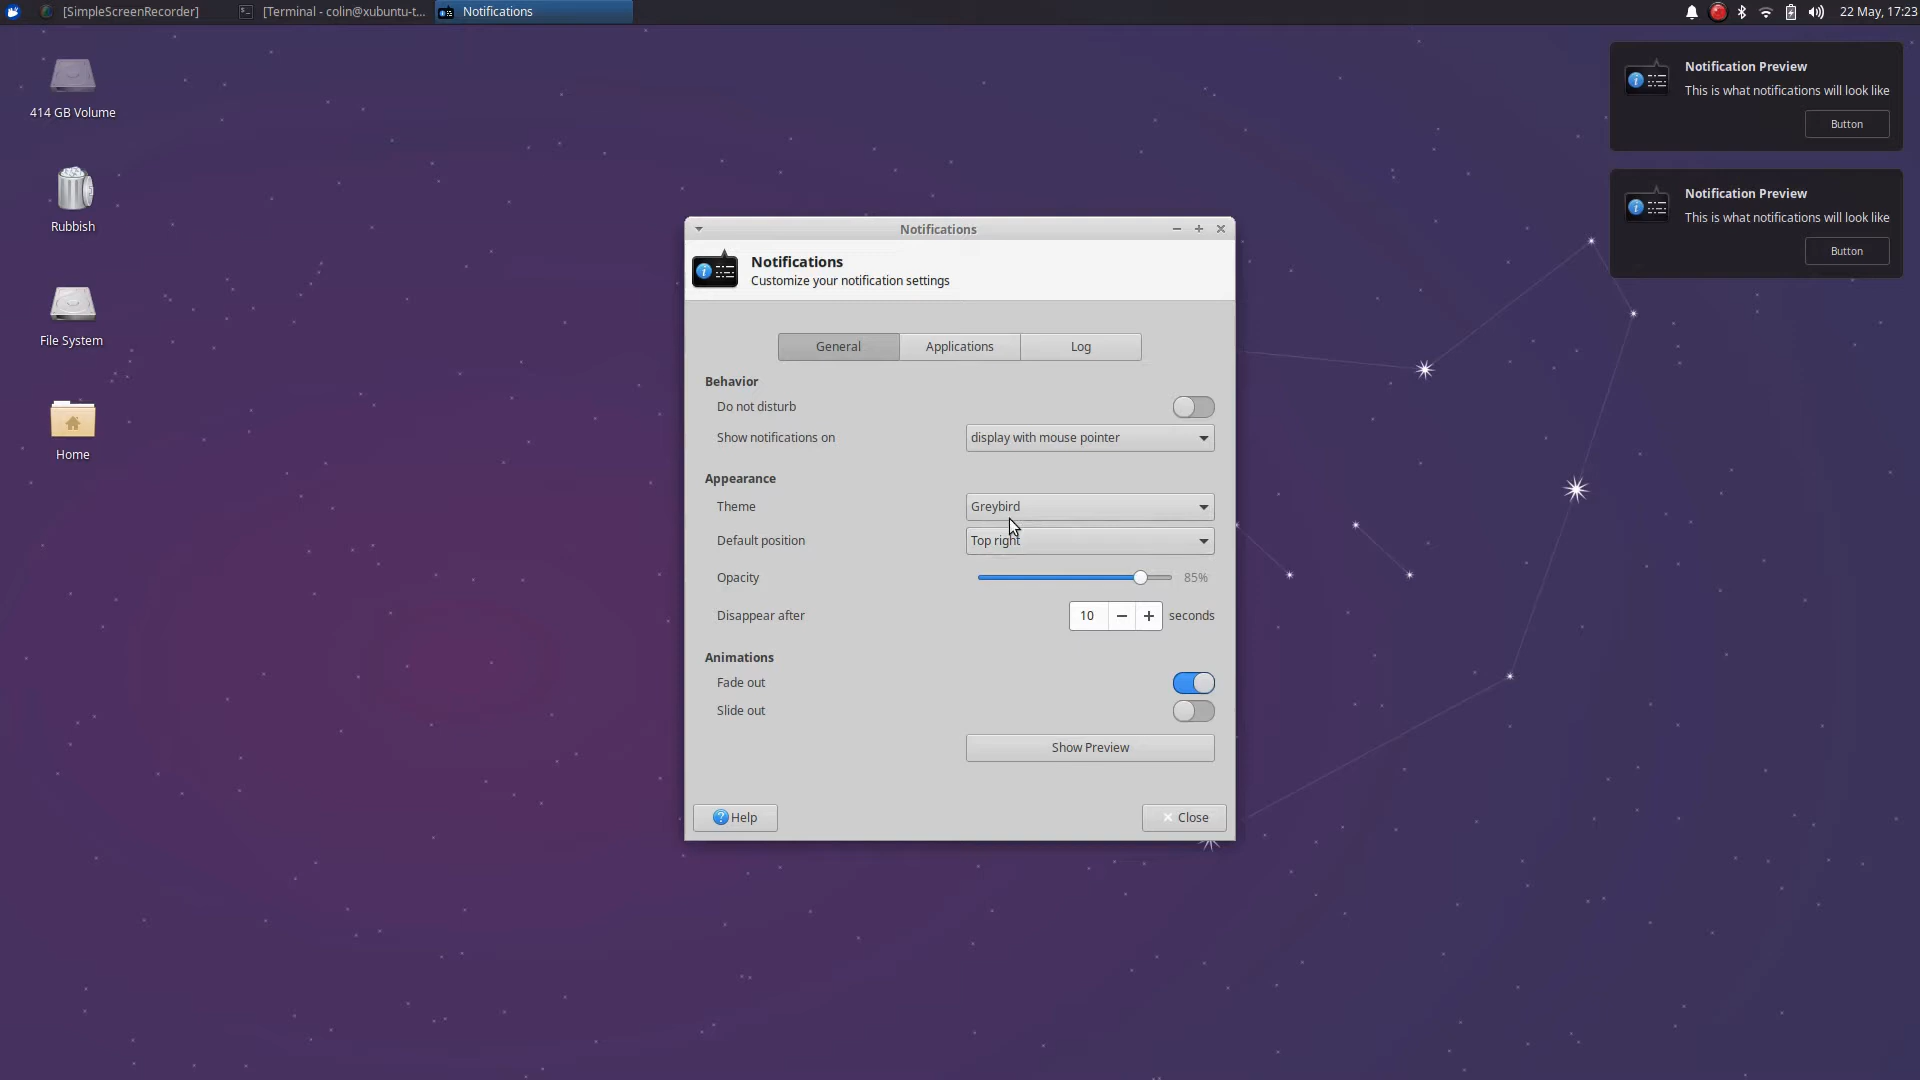 [SimpleScreenRecorder]
[Terminal - colin@xubuntu-t...
Notifications
22 May, 17:23
414 GB Volume
Rubbish
File System
Home
Notification Preview
This is what notifications will look like
Button
Notification Preview
This is what notifications will look like
Button
Notifications
Notifications
Customize your notification settings
General
Applications
Log
Behavior
Do not disturb
Show notifications on
display with mouse pointer
Appearance
Theme
Greybird
Default position
Top right
Opacity
85%
Disappear after
10
seconds
Animations
Fade out
Slide out
Show Preview
Help
Close